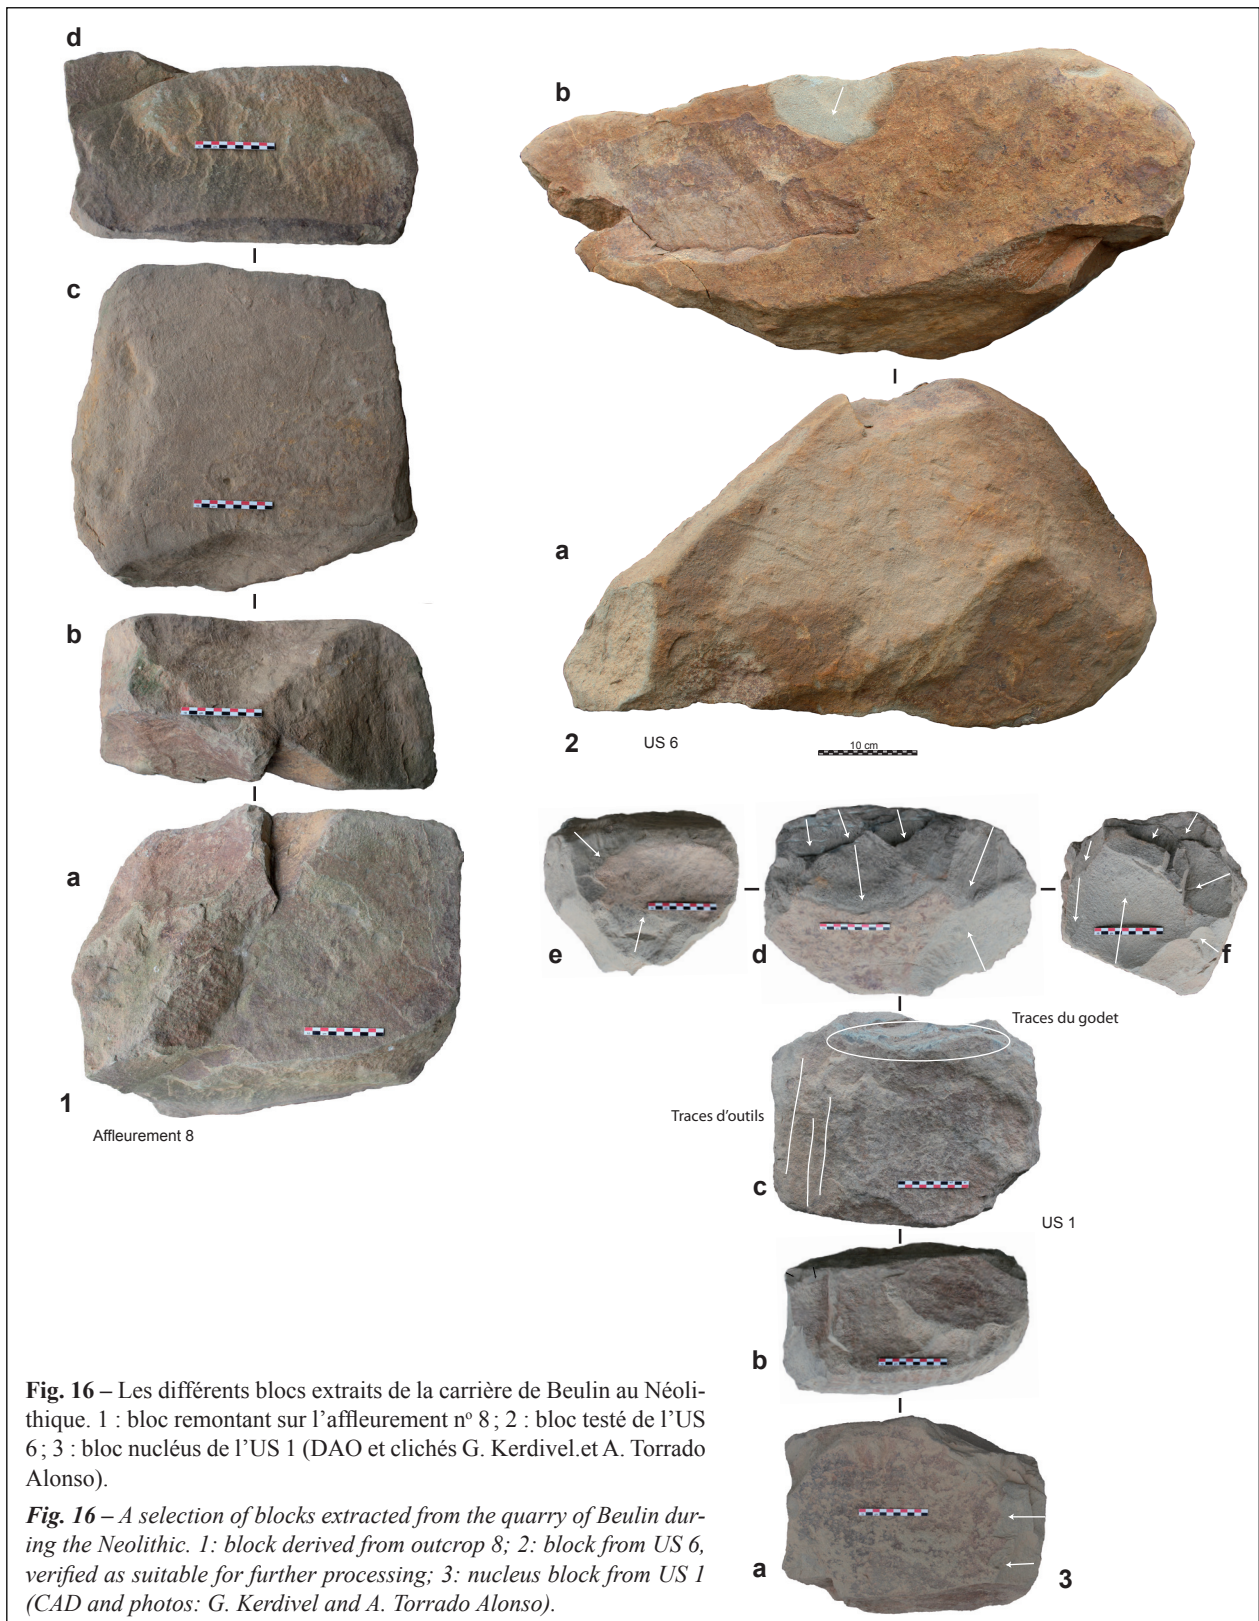 d
b
c
a
b
2 US 6
10 cm
a
e
d
f
Traces du godet
1
Affleurement 8
Traces d'outils
c
US 1
b
a
3
Fig. 16 – Les différents blocs extraits de la carrière de Beulin au Néoli-
thique. 1 : bloc remontant sur l'affleurement nº 8 ; 2 : bloc testé de l'US
6 ; 3 : bloc nucléus de l'US 1 (DAO et clichés G. Kerdivel.et A. Torrado
Alonso).
Fig. 16 – A selection of blocks extracted from the quarry of Beulin dur-
ing the Neolithic. 1: block derived from outcrop 8; 2: block from US 6,
verified as suitable for further processing; 3: nucleus block from US 1
(CAD and photos: G. Kerdivel and A. Torrado Alonso).